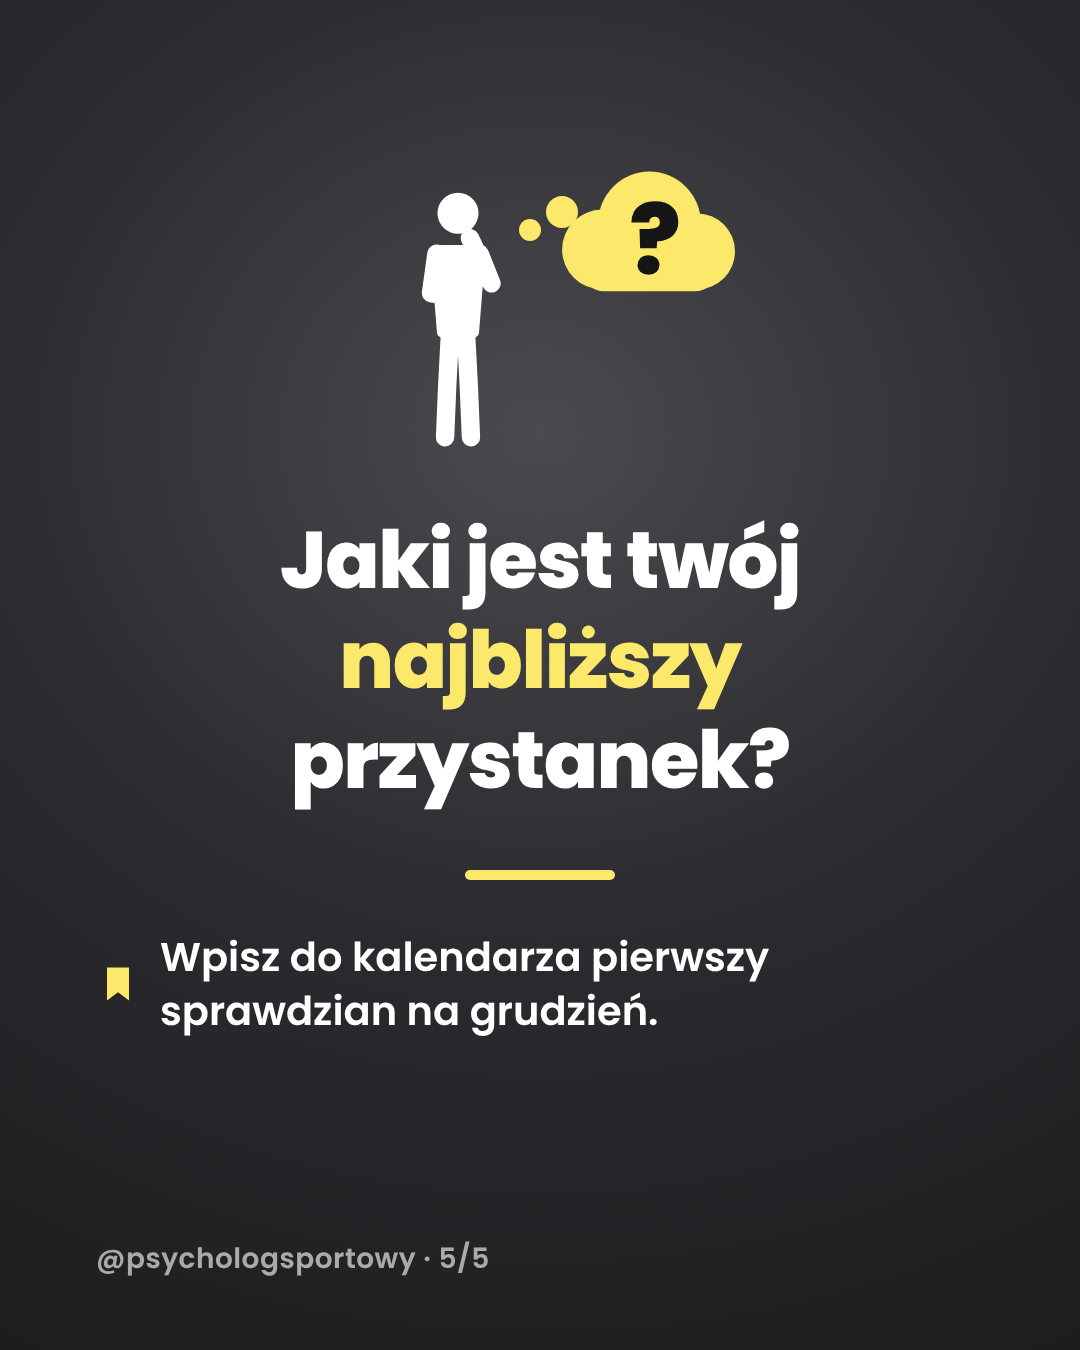 ?
Jaki jest twój
najbliższy
przystanek?
Wpisz do kalendarza pierwszy
sprawdzian na grudzień.
@psychologsportowy · 5/5